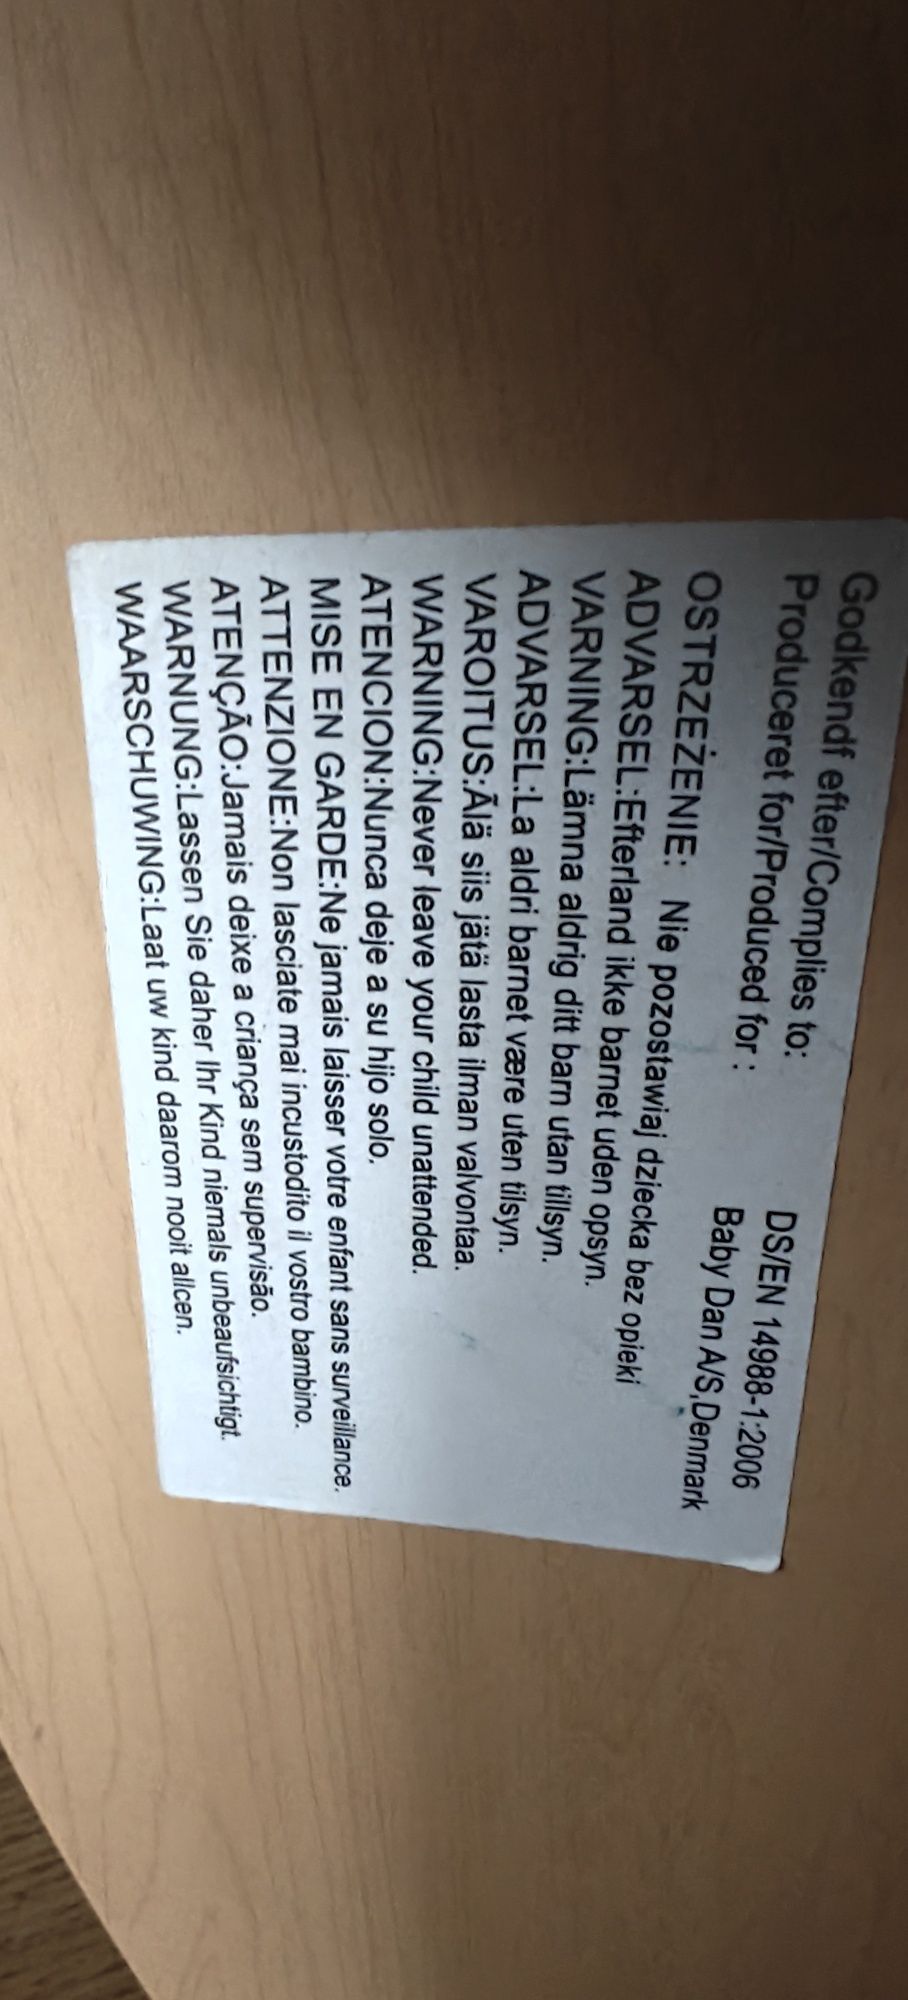 Godkendf efter/Complies to: DS/EN 14988-1:2006
Produceret for/Produced for : Baby Dan A/S,Denmark
OSTRZEŻENIE: Nie pozostawiaj dziecka bez opieki
ADVARSEL:Efterland ikke barnet uden opsyn.
VARNING:Lämna aldrig ditt barn utan tillsyn.
ADVARSEL:La aldri barnet være uten tilsyn.
VAROITUS:Älä siis jätä lasta ilman valvontaa.
WARNING:Never leave your child unattended.
ATENCION:Nunca deje a su hijo solo.
MISE EN GARDE:Ne jamais laisser votre enfant sans surveillance.
ATTENZIONE:Non lasciate mai incustodito il vostro bambino.
ATENÇÃO:Jamais deixe a criança sem supervisão.
WARNUNG:Lassen Sie daher Ihr Kind niemals unbeaufsichtigt.
WAARSCHUWING:Laat uw kind daarom nooit allcen.